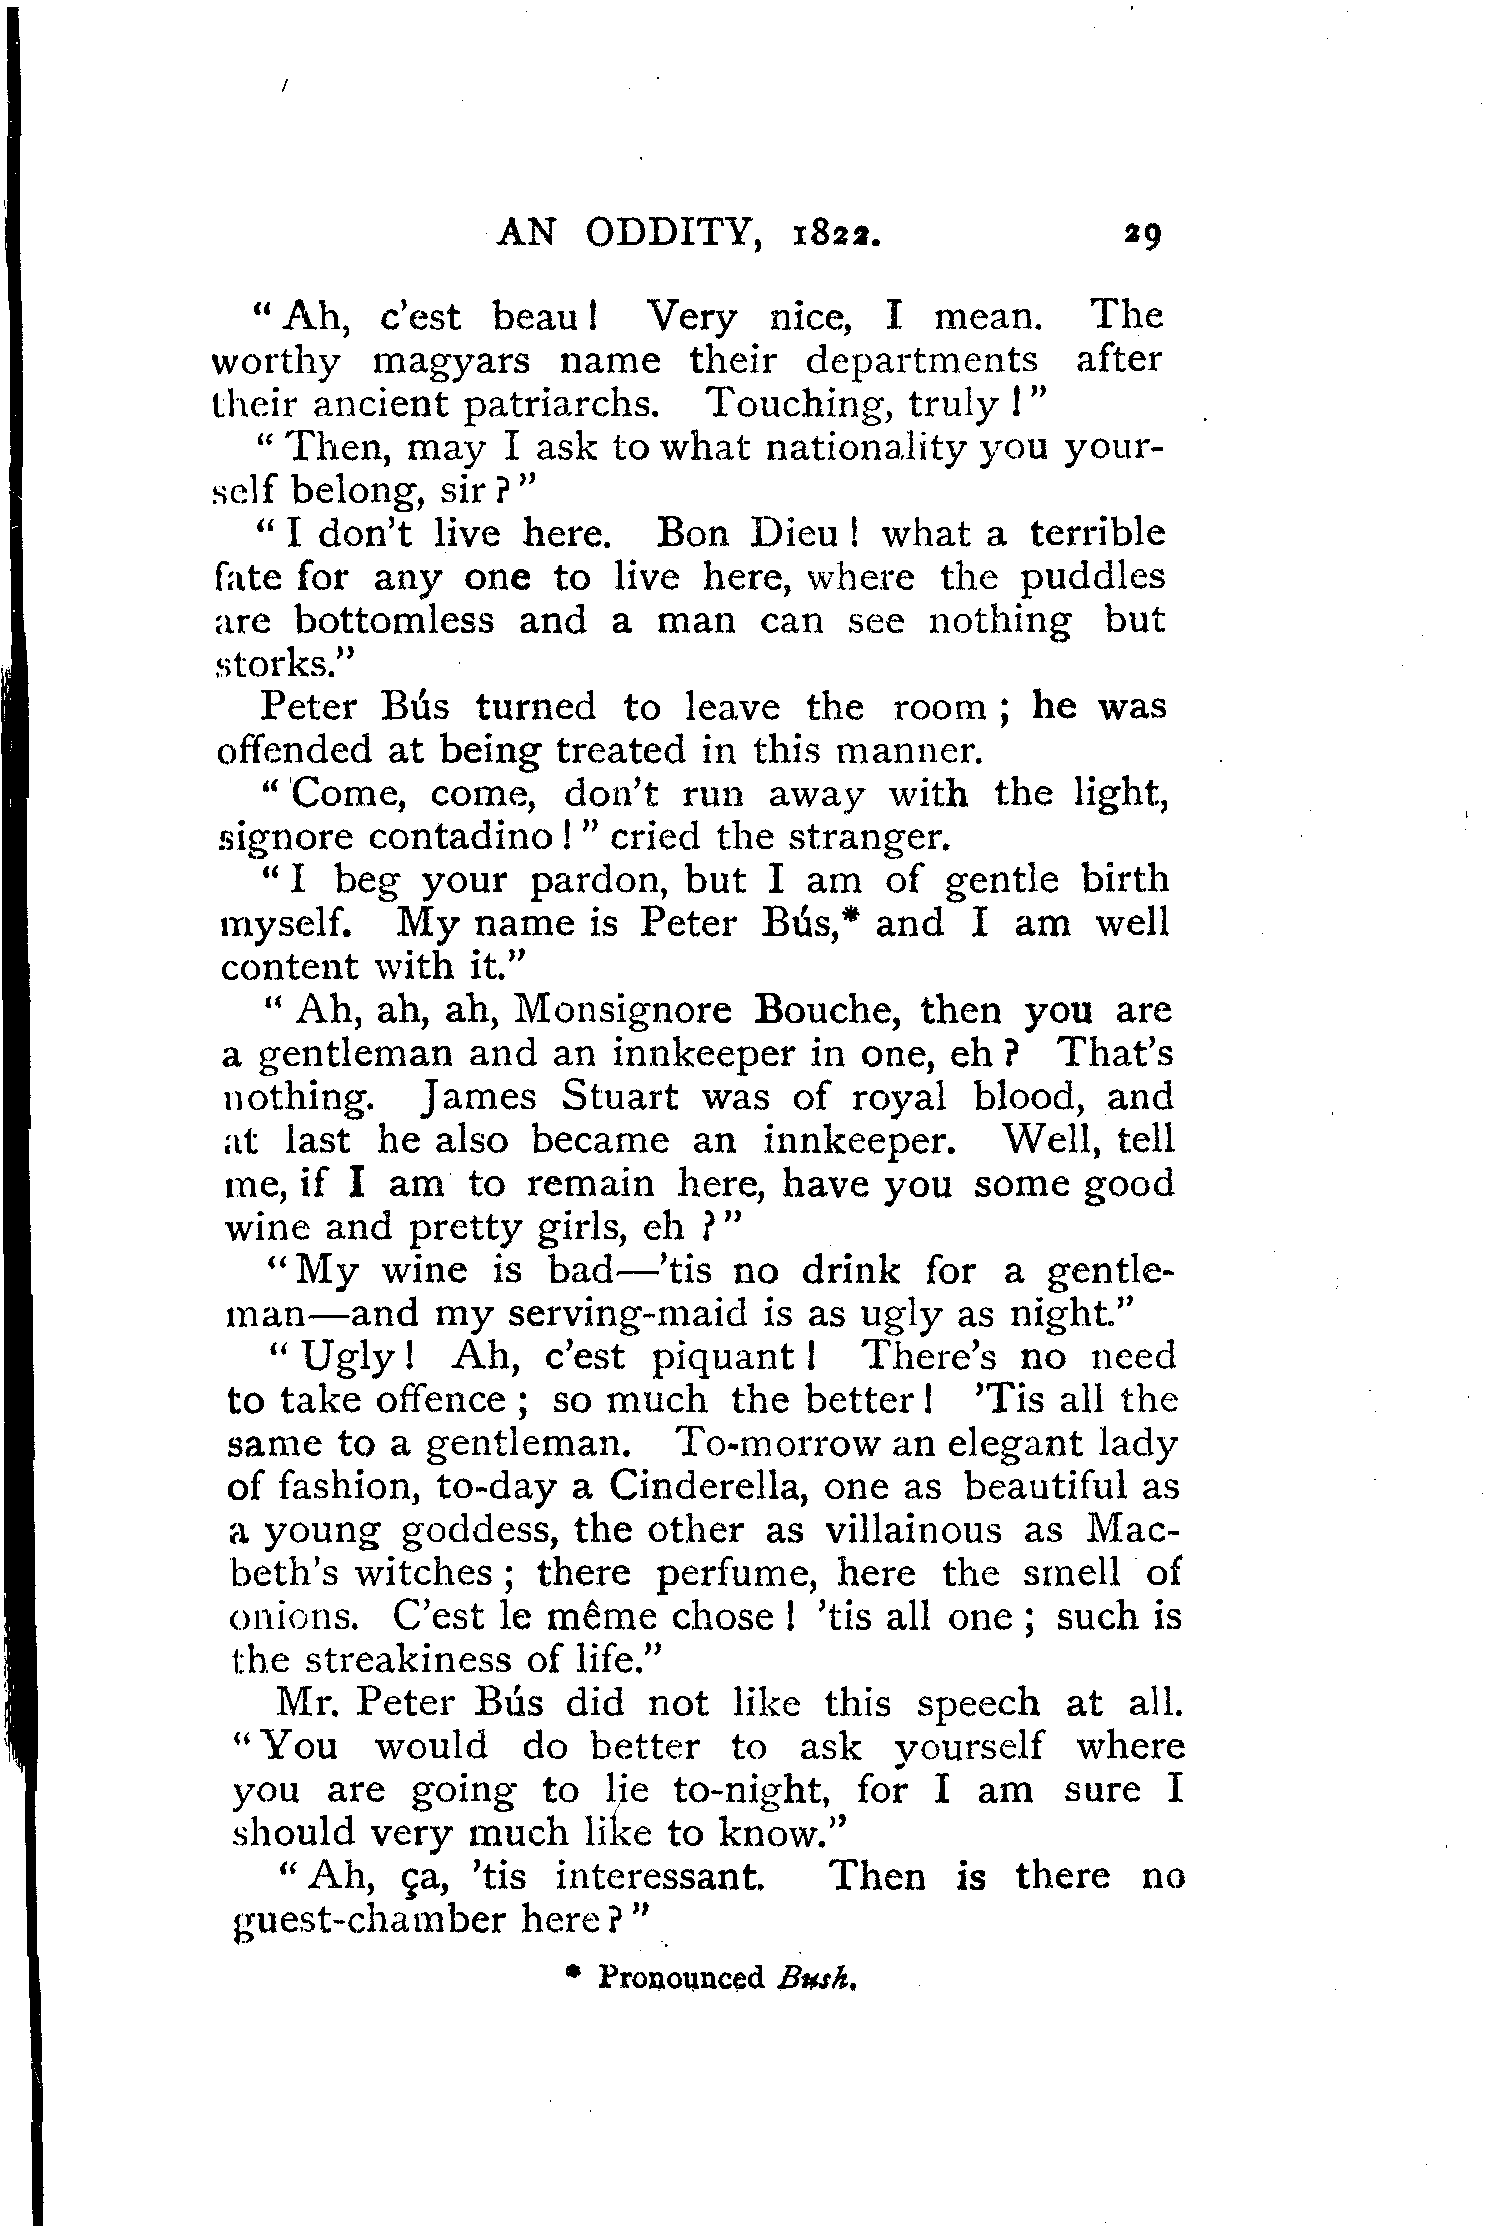 AN ODDITY, 1822. 29
“ Ah, c’est beau ! Very nice, I mean. The
worthy magyars name their departments after
their ancient patriarchs. Touching, truly ! ”
“ Then, may I ask to what nationality you your-
self belong, sir ? ”
“ I don’t live here. Bon Dieu ! what a terrible
fate for any one to live here, where the puddles
are bottomless and a man can see nothing but
storks.”
Peter Bús turned to leave the room ; he was
offended at being treated in this manner.
“ Come, come, don’t run away with the light,
signore contadino ! ” cried the stranger.
“ I beg your pardon, but I am of gentle birth
myself. My name is Peter Bús,* and I am well
content with it.”
“ Ah, ah, ah, Monsignore Bouche, then you are
a gentleman and an innkeeper in one, eh ? That’s
nothing. James Stuart was of royal blood, and
at last he also became an innkeeper. Well, tell
me, if I am to remain here, have you some good
wine and pretty girls, eh ? ”
“ My wine is bad—’tis no drink for a gentle-
man—and my serving-maid is as ugly as night.”
“ Ugly ! Ah, c’est piquant ! There’s no need
to take offence ; so much the better ! ’Tis all the
same to a gentleman. To-morrow an elegant lady
of fashion, to-day a Cinderella, one as beautiful as
a young goddess, the other as villainous as Mac-
beth’s witches ; there perfume, here the smell of
onions. C’est le même chose ! ’tis all one ; such is
the streakiness of life.”
Mr. Peter Bús did not like this speech at all.
“ You would do better to ask yourself where
you are going to lie to-night, for I am sure I
should very much like to know.”
“ Ah, ça, ’tis interessant. Then is there no
guest-chamber here ? ”
* Pronounced Bush.